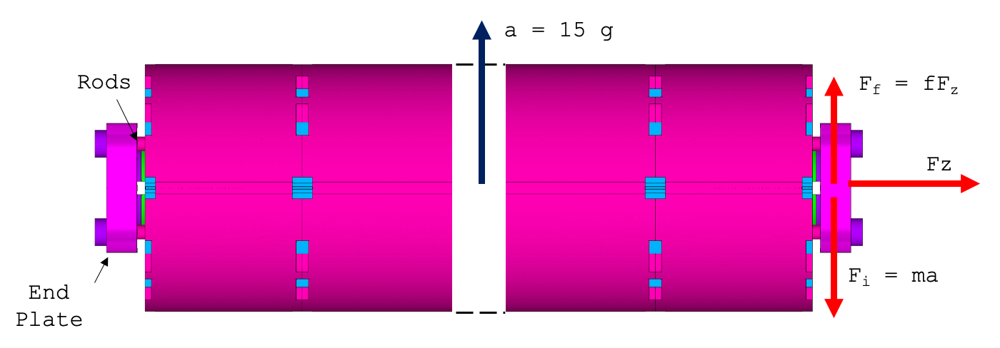 a = 15 g
Rods
Ff = fFz
Fz
Fi = ma
End
Plate